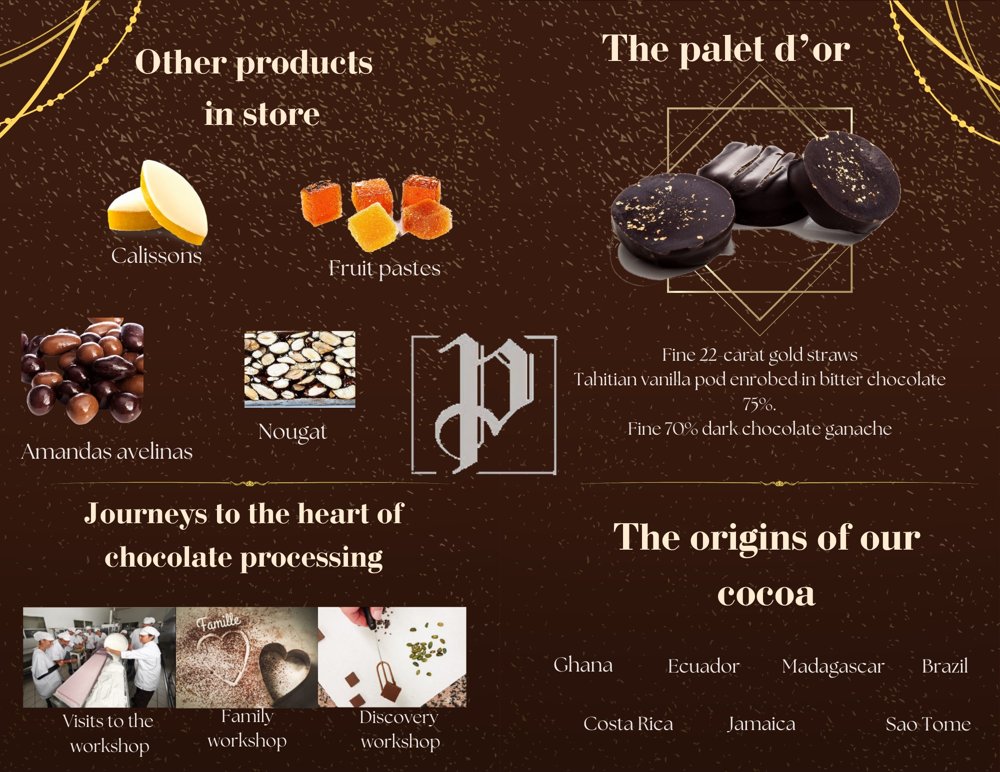 Other products
in store
Calissons
Fruit pastes
Amandas avelinas
Nougat
Journeys to the heart of
chocolate processing
Famille
Visits to the
workshop
Family
workshop
Discovery
workshop
P
The palet d’or
Fine 22-carat gold straws
Tahitian vanilla pod enrobed in bitter chocolate
75%.
Fine 70% dark chocolate ganache
The origins of our
cocoa
Ghana
Ecuador
Madagascar
Brazil
Costa Rica
Jamaica
Sao Tome